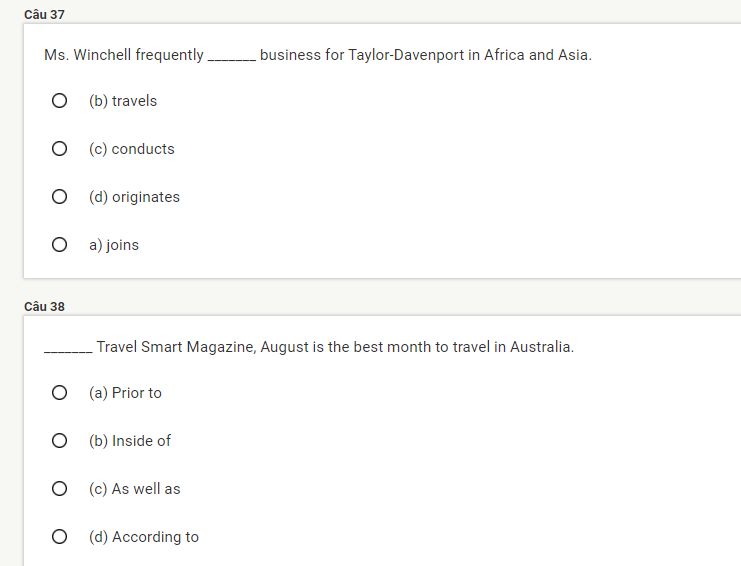 Câu 37
Ms. Winchell frequently _______ business for Taylor-Davenport in Africa and Asia.
(b) travels
(c) conducts
(d) originates
a) joins
Câu 38
_______ Travel Smart Magazine, August is the best month to travel in Australia.
(a) Prior to
(b) Inside of
(c) As well as
(d) According to